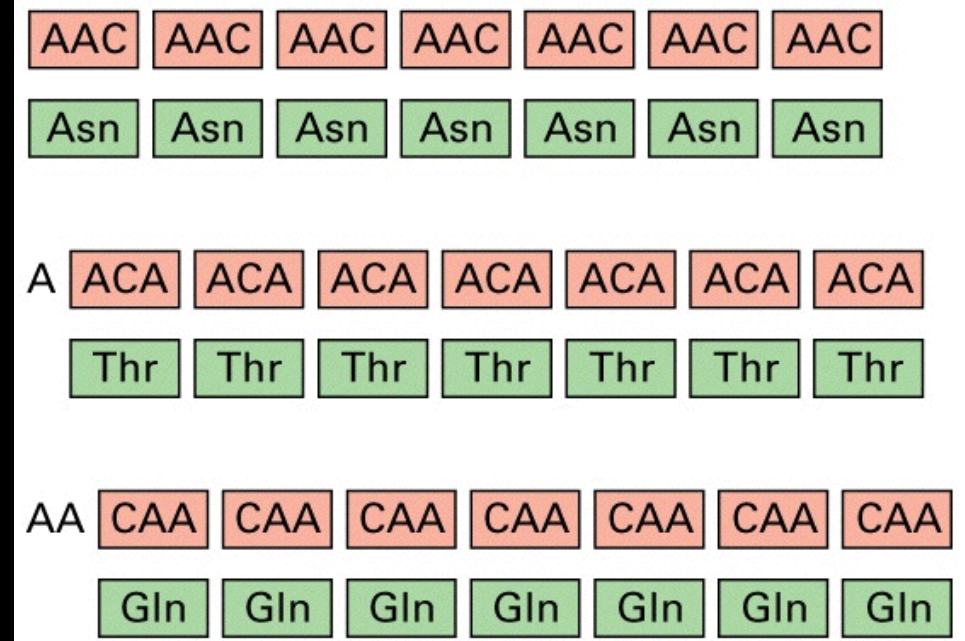 AAC AAC AAC AAC AAC AAC AAC
Asn Asn Asn Asn Asn Asn Asn
A ACA ACA ACA ACA ACA ACA ACA
Thr Thr Thr Thr Thr Thr Thr
AA CAA CAA CAA CAA CAA CAA CAA
Gln Gln Gln Gln Gln Gln Gln